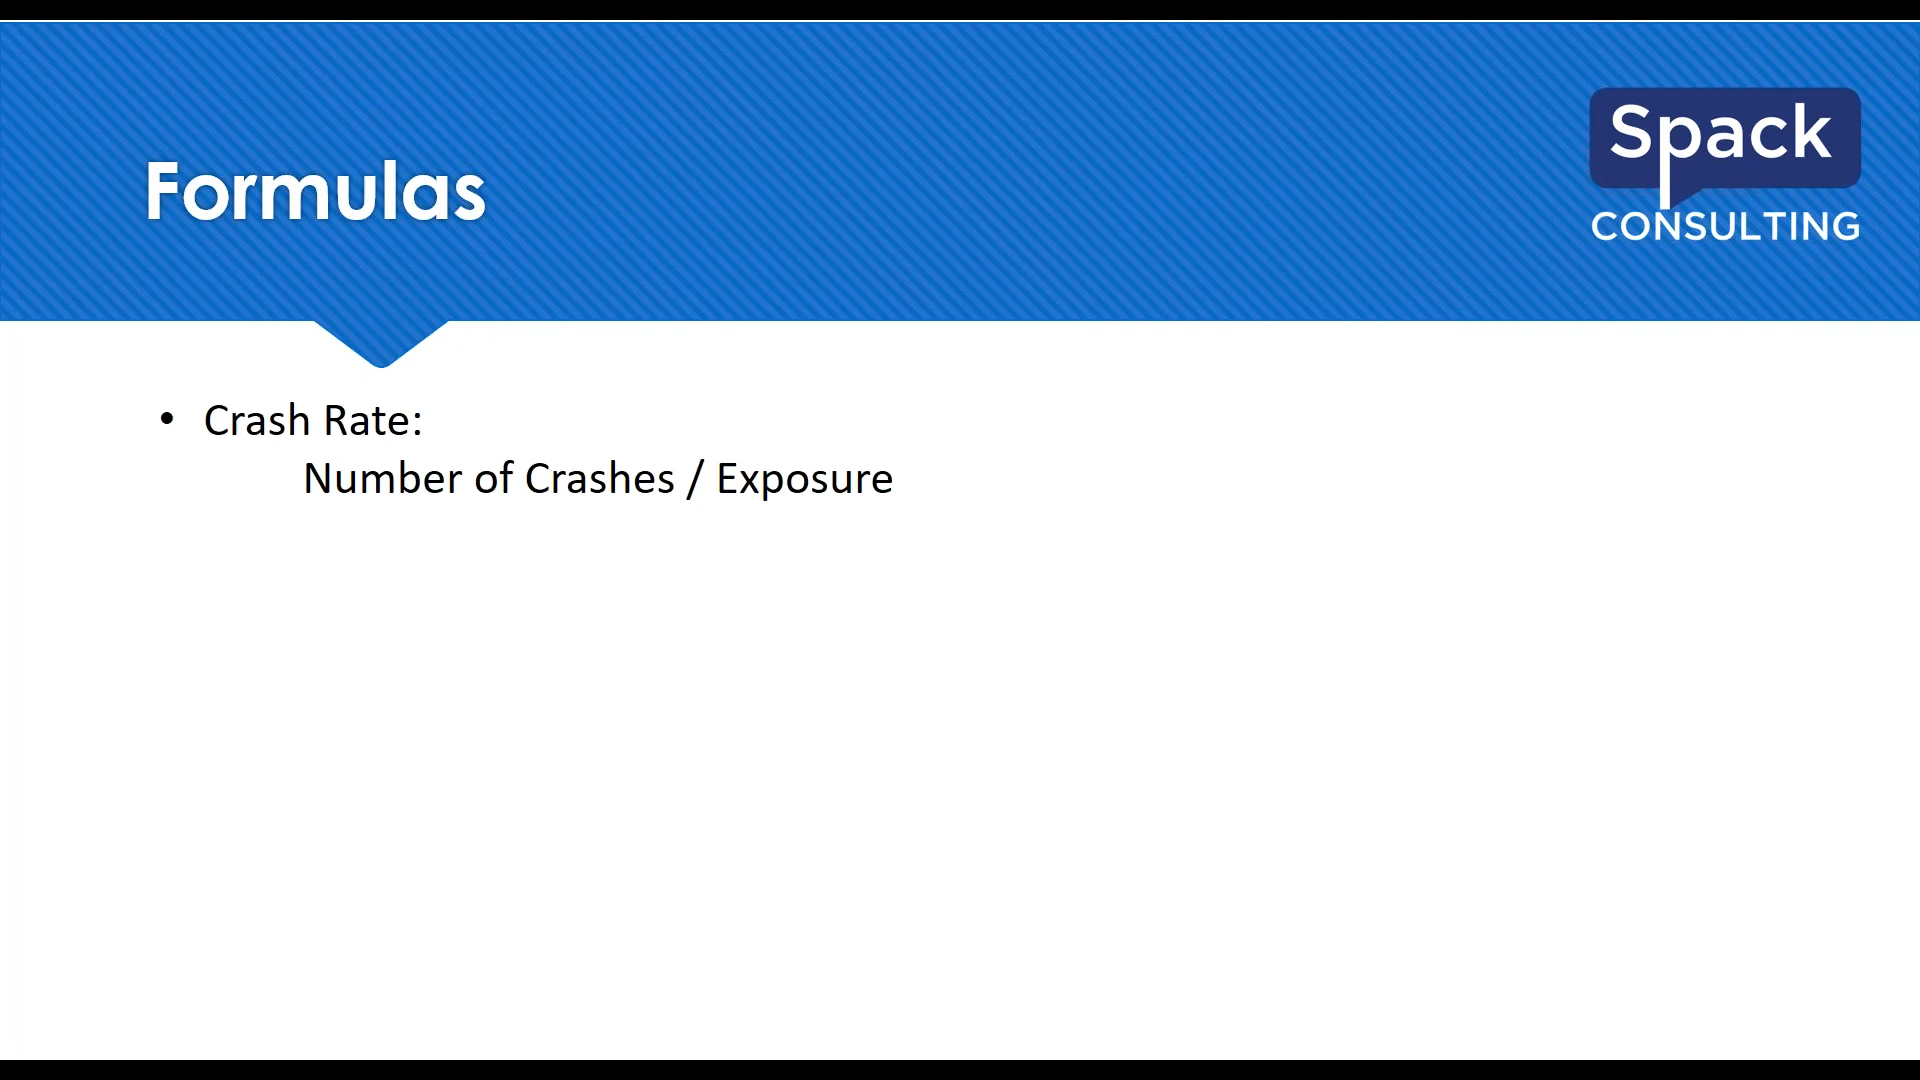 Spack
CONSULTING
Formulas
• Crash Rate:
Number of Crashes / Exposure